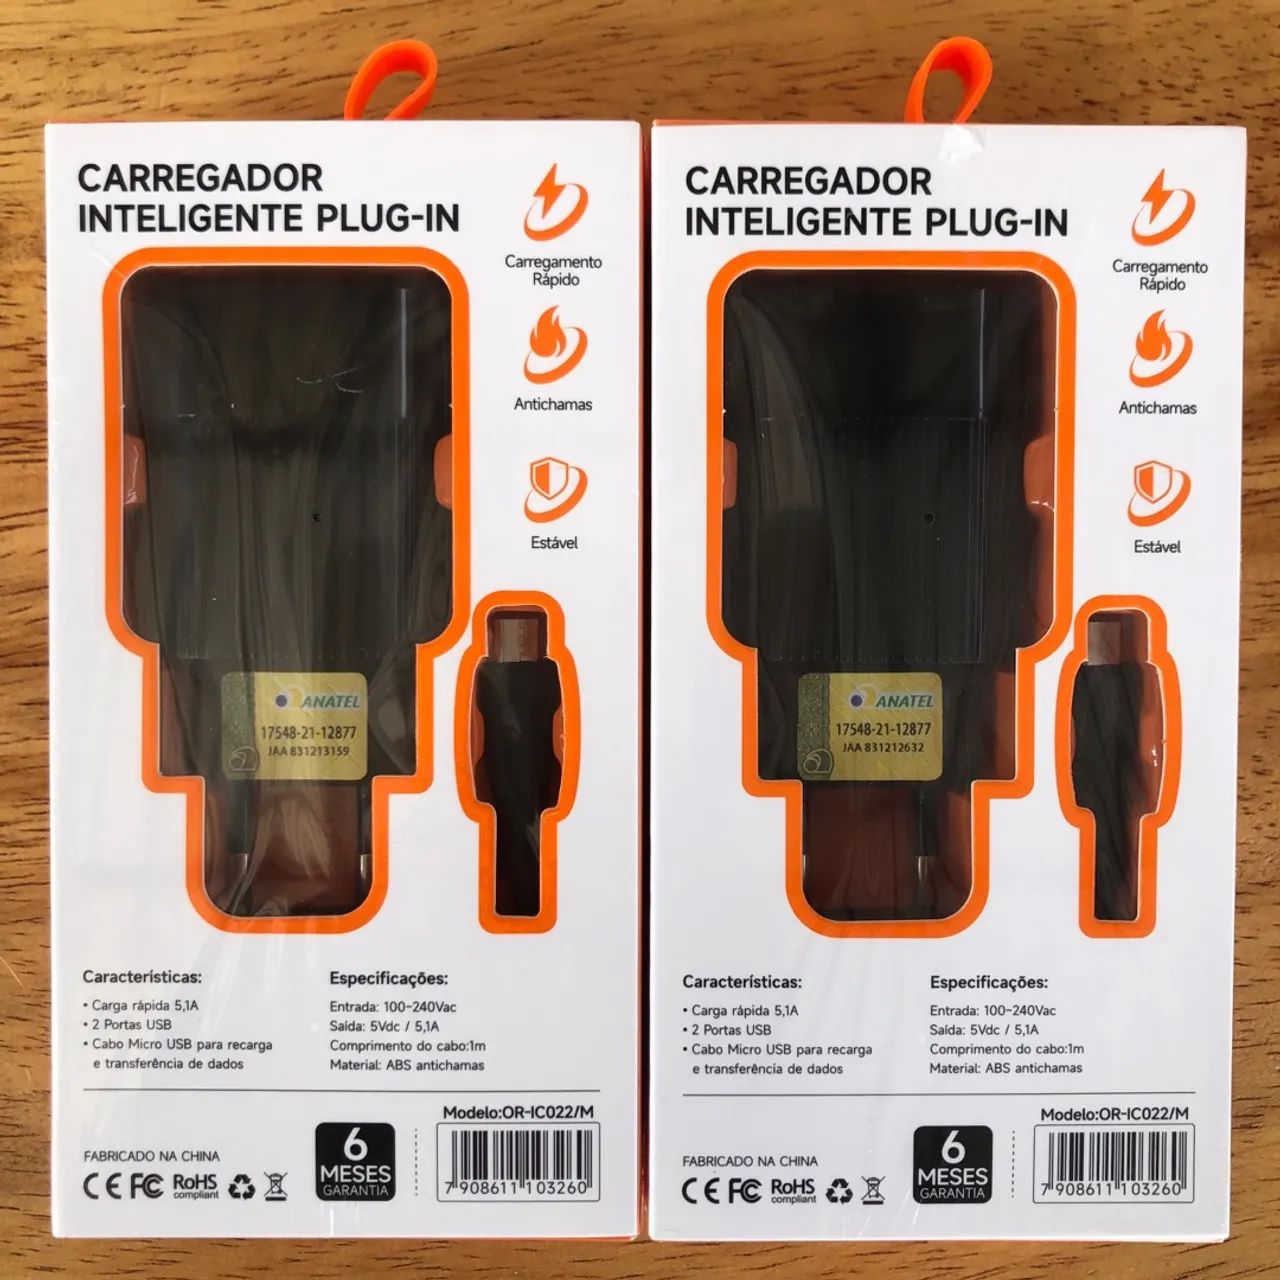 CARREGADOR
INTELIGENTE PLUG-IN
Carregamento
Rápido
Antichamas
Estável
ANATEL
17548-21-12877
JAA 831213159
Características:
• Carga rápida 5,1A
• 2 Portas USB
• Cabo Micro USB para recarga
e transferência de dados
Especificações:
Entrada: 100~240Vac
Saída: 5Vdc / 5,1A
Comprimento do cabo:1m
Material: ABS antichamas
FABRICADO NA CHINA
CE FC RoHS
compliant
6
MESES
GARANTIA
Modelo:OR-IC022/M
7 908611 103260
CARREGADOR
INTELIGENTE PLUG-IN
Carregamento
Rápido
Antichamas
Estável
ANATEL
17548-21-12877
JAA 831212632
Características:
• Carga rápida 5,1A
• 2 Portas USB
• Cabo Micro USB para recarga
e transferência de dados
Especificações:
Entrada: 100~240Vac
Saída: 5Vdc / 5,1A
Comprimento do cabo:1m
Material: ABS antichamas
FABRICADO NA CHINA
CE FC RoHS
compliant
6
MESES
GARANTIA
Modelo:OR-IC022/M
7 908611 103260